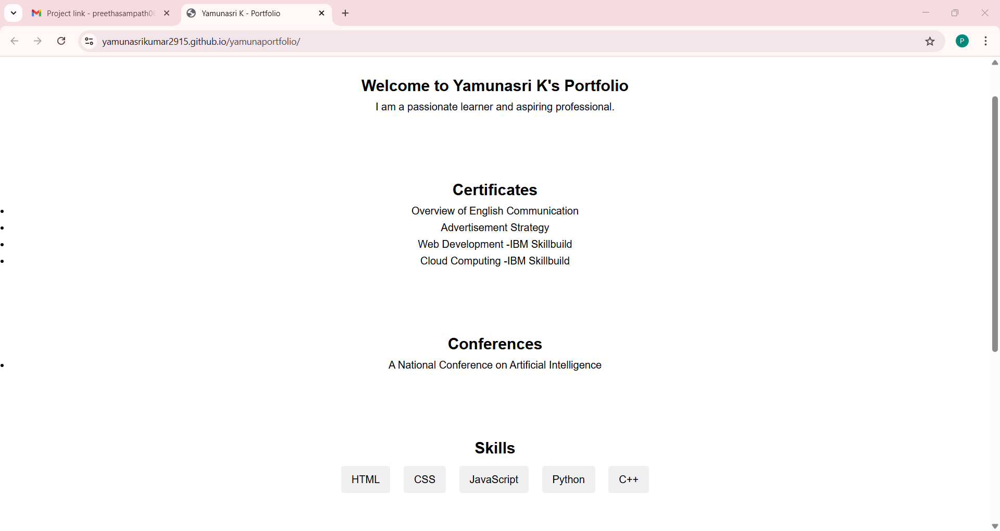 Project link - preethasampath0
Yamunasri K - Portfolio
yamunasrikumar2915.github.io/yamunaportfolio/
P
Welcome to Yamunasri K's Portfolio
I am a passionate learner and aspiring professional.
Certificates
• Overview of English Communication
• Advertisement Strategy
• Web Development -IBM Skillbuild
• Cloud Computing -IBM Skillbuild
Conferences
• A National Conference on Artificial Intelligence
Skills
HTML CSS JavaScript Python C++